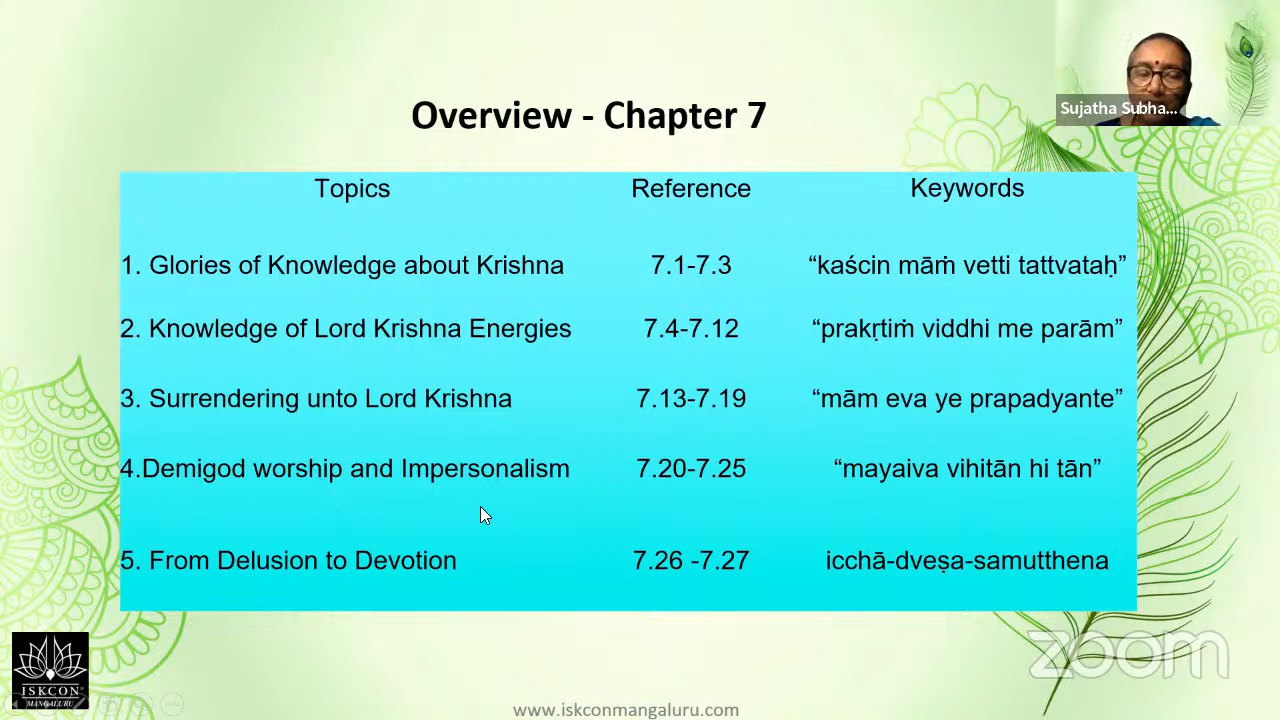 Overview - Chapter 7
Sujatha Subha...
Topics Reference Keywords
1. Glories of Knowledge about Krishna 7.1-7.3 “kaścin māṁ vetti tattvataḥ”
2. Knowledge of Lord Krishna Energies 7.4-7.12 “prakṛtiṁ viddhi me parām”
3. Surrendering unto Lord Krishna 7.13-7.19 “mām eva ye prapadyante”
4.Demigod worship and Impersonalism 7.20-7.25 “mayaiva vihitān hi tān”
5. From Delusion to Devotion 7.26 -7.27 icchā-dveṣa-samutthena
zoom
ISKCON
MANGALURU
www.iskconmangaluru.com